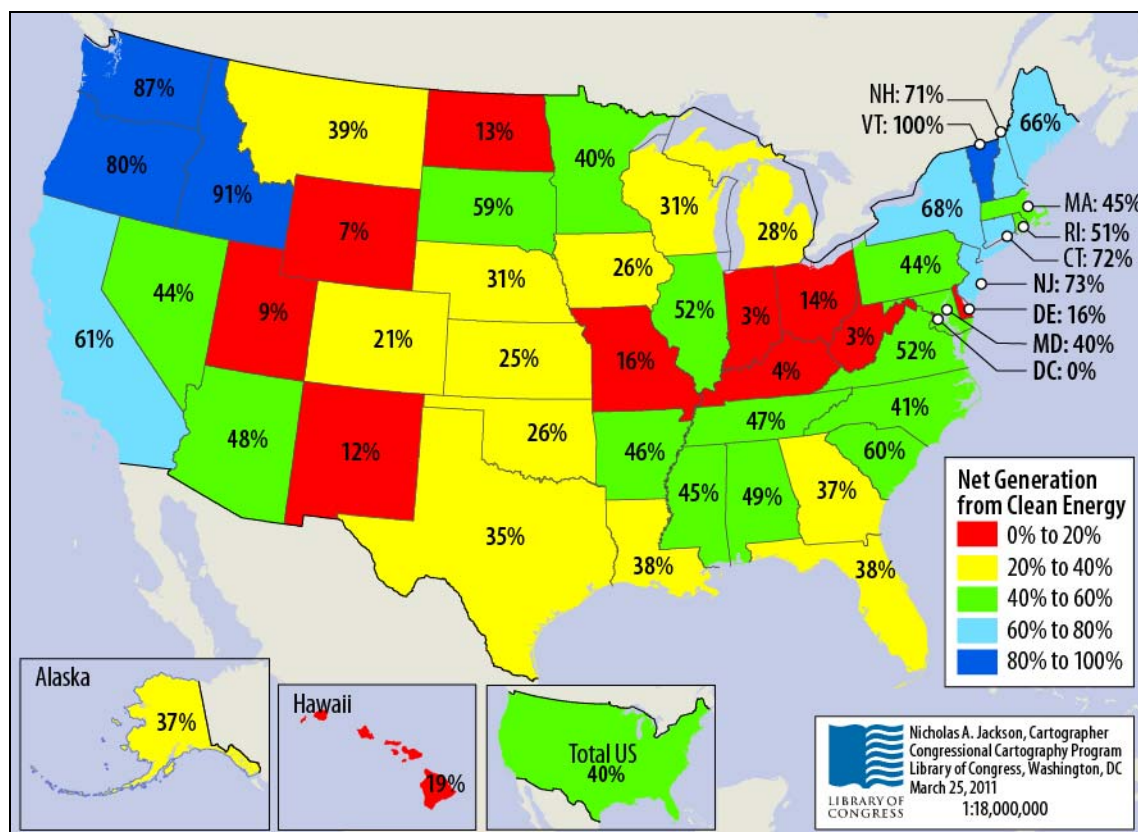 87%
80%
91%
39%
13%
40%
59%
7%
31%
28%
31%
26%
44%
9%
21%
61%
25%
16%
52%
3%
14%
3%
4%
44%
52%
48%
12%
26%
46%
47%
41%
60%
45%
49%
37%
35%
38%
38%
68%
66%
NH: 71%
VT: 100%
MA: 45%
RI: 51%
CT: 72%
NJ: 73%
DE: 16%
MD: 40%
DC: 0%
Net Generation
from Clean Energy
0% to 20%
20% to 40%
40% to 60%
60% to 80%
80% to 100%
Alaska
37%
Hawaii
19%
Total US
40%
LIBRARY OF
CONGRESS
Nicholas A. Jackson, Cartographer
Congressional Cartography Program
Library of Congress, Washington, DC
March 25, 2011
1:18,000,000